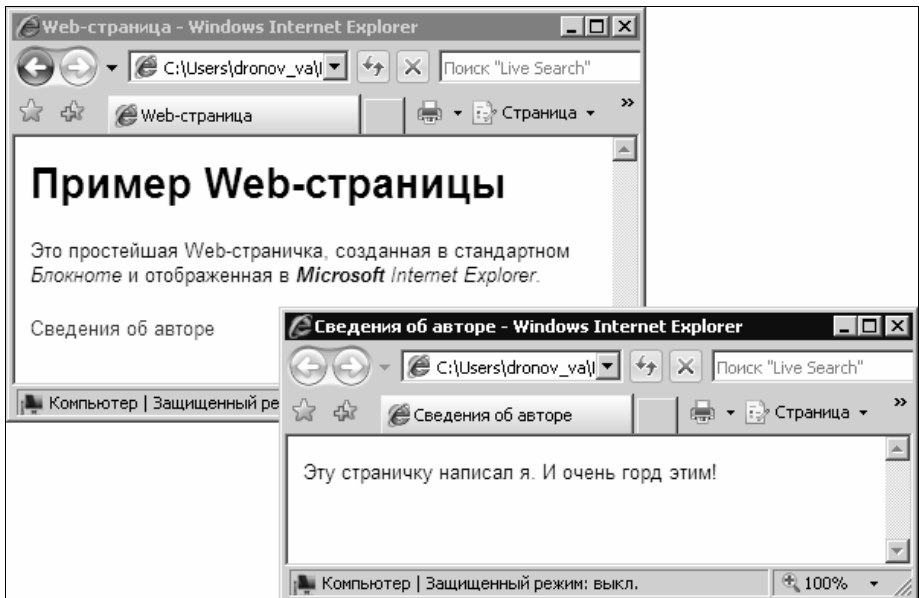 Web-страница - Windows Internet Explorer
C:\Users\dronov_va\
Поиск "Live Search"
Web-страница
Страница
»
Пример Web-страницы
Это простейшая Web-страничка, созданная в стандартном
Блокноте и отображенная в Microsoft Internet Explorer.
Сведения об авторе
Компьютер | Защищенный ре
Сведения об авторе - Windows Internet Explorer
C:\Users\dronov_va\
Поиск "Live Search"
Сведения об авторе
Страница
»
Эту страничку написал я. И очень горд этим!
Компьютер | Защищенный режим: выкл.
100%